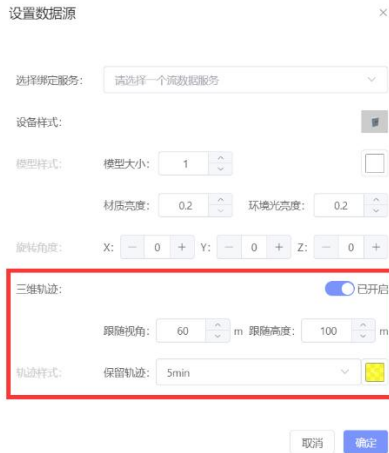 设置数据源
选择绑定服务： 请选择一个流数据服务
设备样式：
模型样式： 模型大小： 1
材质亮度： 0.2 环境光亮度： 0.2
旋转角度： X: − 0 + Y: − 0 + Z: − 0 +
三维轨迹： 已开启
跟随视角： 60 m 跟随高度： 100 m
轨迹样式： 保留轨迹： 5min
取消 确定